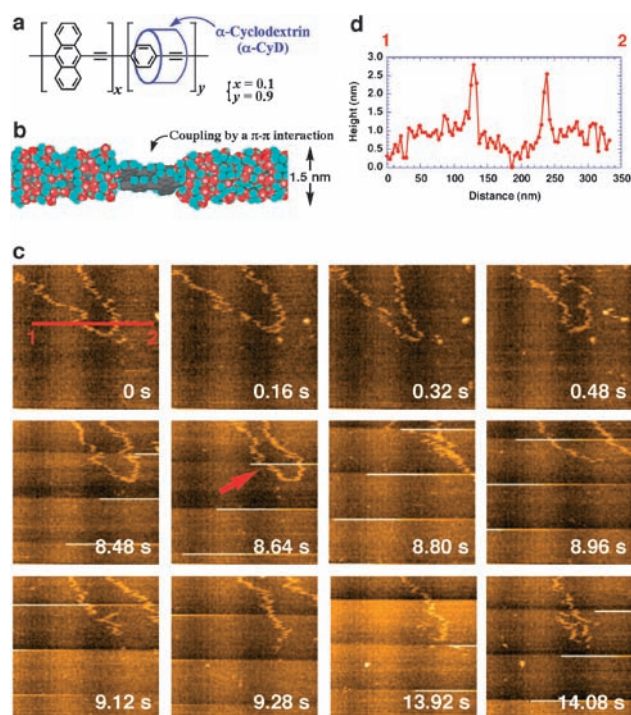 a
α-Cyclodextrin
(α-CyD)
x
y
x = 0.1
y = 0.9
b
Coupling by a π-π interaction
1.5 nm
d
1
2
Height (nm)
3.0
2.5
2.0
1.5
1.0
0.5
0.0
0
50
100
150
200
250
300
350
Distance (nm)
c
1
2
0 s
0.16 s
0.32 s
0.48 s
8.48 s
8.64 s
8.80 s
8.96 s
9.12 s
9.28 s
13.92 s
14.08 s